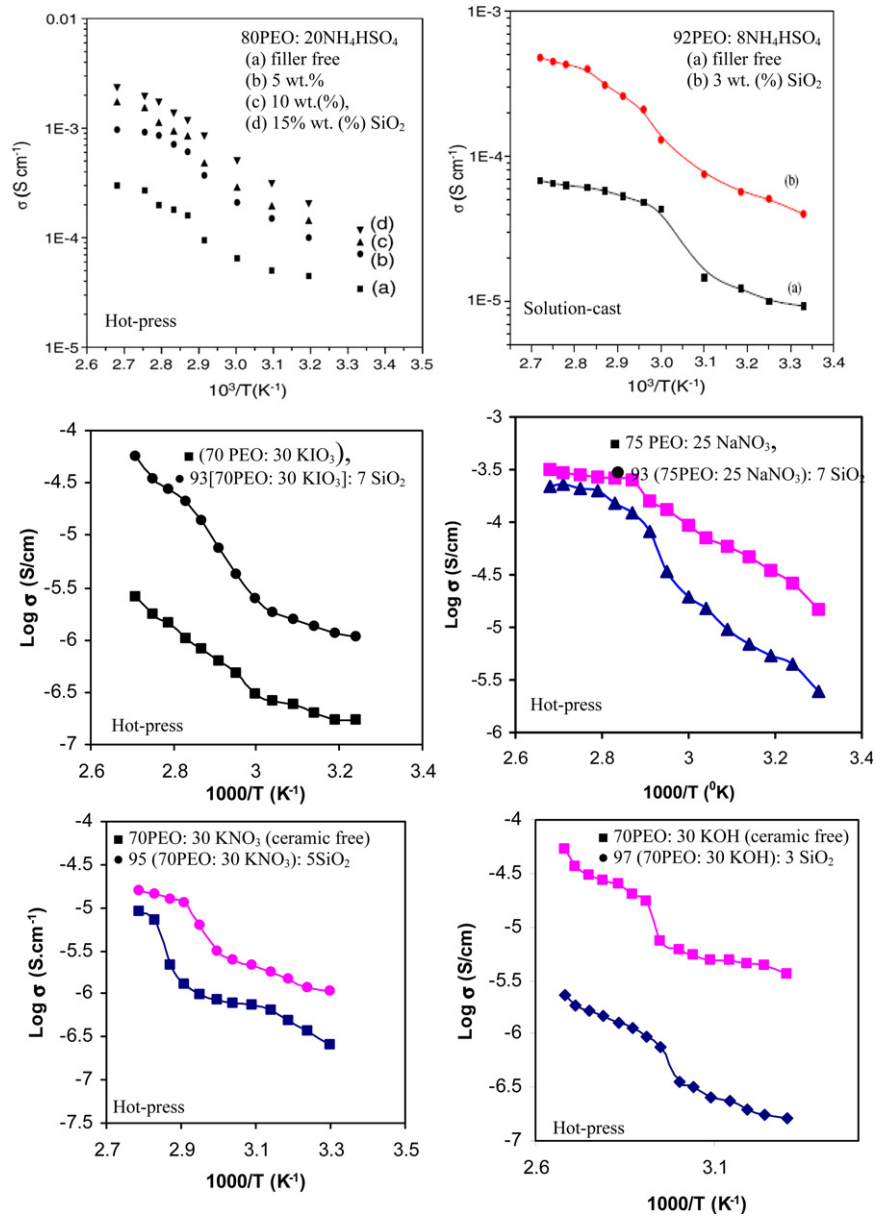 80PEO: 20NH₄HSO₄
(a) filler free
(b) 5 wt.%
(c) 10 wt.(%),
(d) 15% wt. (%) SiO₂
0.01
1E-3
1E-4
1E-5
σ (S cm⁻¹)
(d)
(c)
(b)
(a)
Hot-press
2.6 2.7 2.8 2.9 3.0 3.1 3.2 3.3 3.4 3.5
10³/T(K⁻¹)
92PEO: 8NH₄HSO₄
(a) filler free
(b) 3 wt. (%) SiO₂
1E-3
1E-4
1E-5
σ (S cm⁻¹)
(b)
(a)
Solution-cast
2.7 2.8 2.9 3.0 3.1 3.2 3.3 3.4
10³/T(K⁻¹)
(70 PEO: 30 KIO₃),
93[70PEO: 30 KIO₃]: 7 SiO₂
-4
-4.5
-5
-5.5
-6
-6.5
-7
Log σ (S/cm)
Hot-press
2.6 2.8 3 3.2 3.4
1000/T (K⁻¹)
75 PEO: 25 NaNO₃,
93 (75PEO: 25 NaNO₃): 7 SiO₂
-3
-3.5
-4
-4.5
-5
-5.5
-6
Log σ (S/cm)
Hot-press
2.6 2.8 3 3.2 3.4
1000/T (⁰K)
70PEO: 30 KNO₃ (ceramic free)
95 (70PEO: 30 KNO₃): 5SiO₂
-4
-4.5
-5
-5.5
-6
-6.5
-7
-7.5
Log σ (S.cm⁻¹)
Hot-press
2.7 2.9 3.1 3.3 3.5
1000/T (K⁻¹)
70PEO: 30 KOH (ceramic free)
97 (70PEO: 30 KOH): 3 SiO₂
-4
-4.5
-5
-5.5
-6
-6.5
-7
Log σ (S/cm)
Hot-press
2.6 3.1
1000/T (K⁻¹)